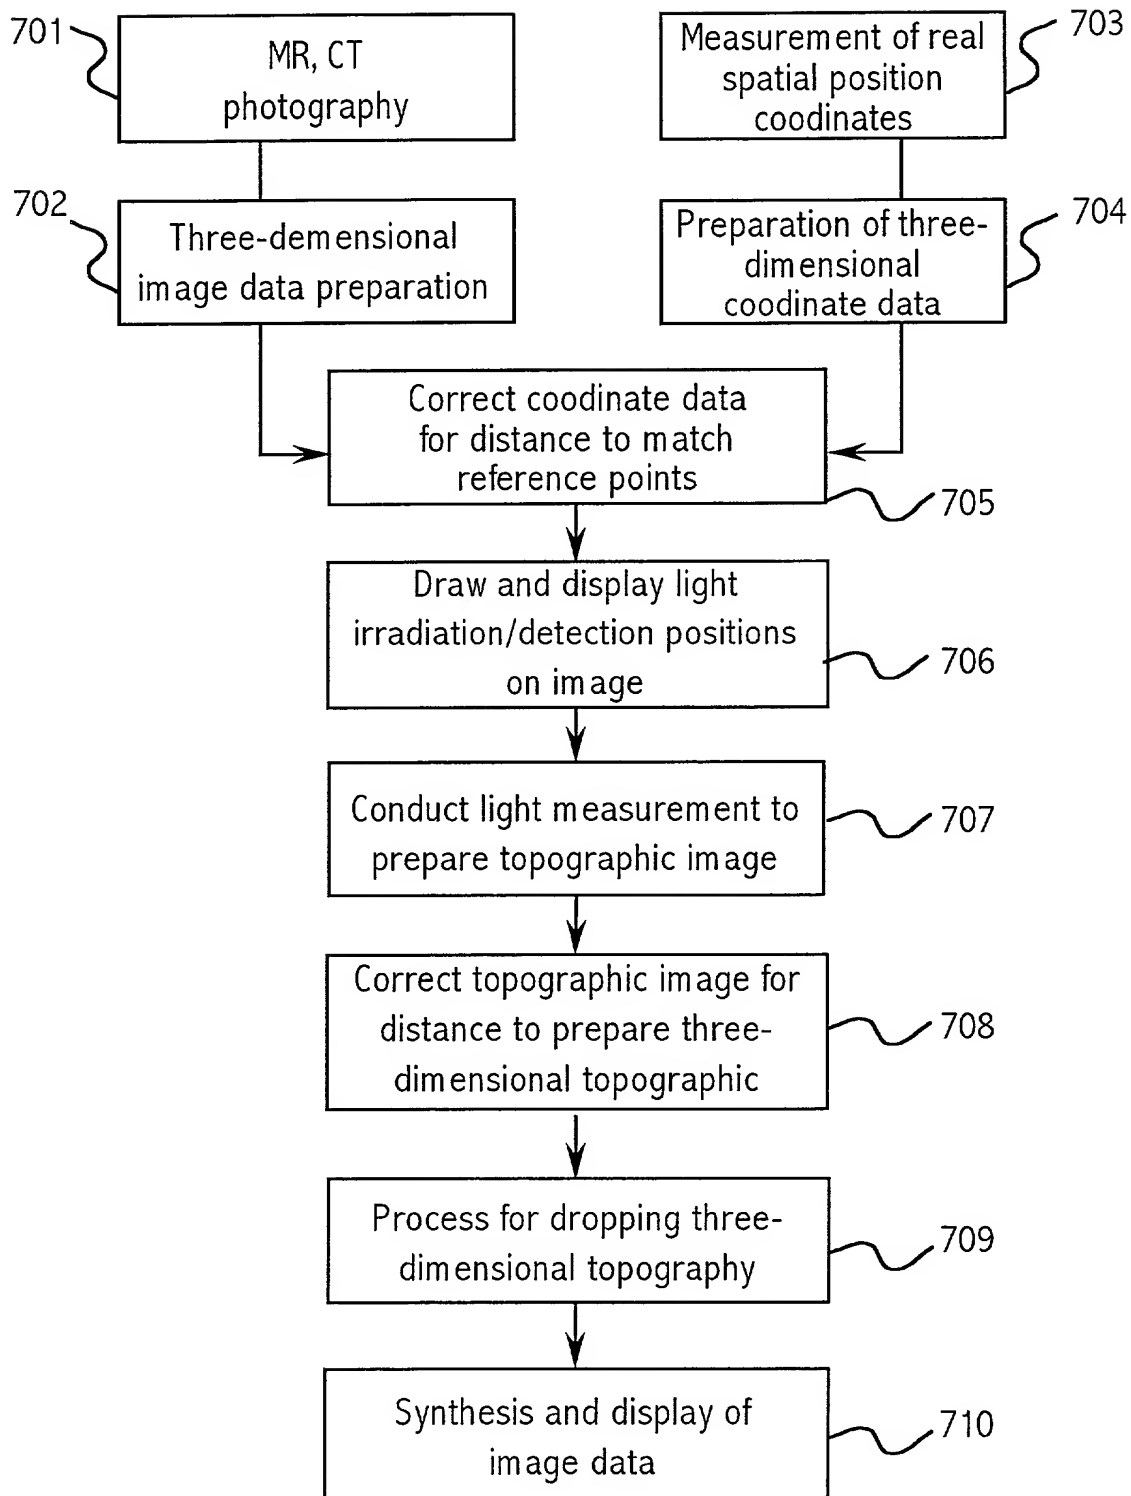 701
MR, CT
photography
703
Measurement of real
spatial position
coodinates
702
Three-demensional
image data preparation
704
Preparation of three-
dimensional
coodinate data
Correct coodinate data
for distance to match
reference points
705
Draw and display light
irradiation/detection positions
on image
706
Conduct light measurement to
prepare topographic image
707
Correct topographic image for
distance to prepare three-
dimensional topographic
708
Process for dropping three-
dimensional topography
709
Synthesis and display of
image data
710